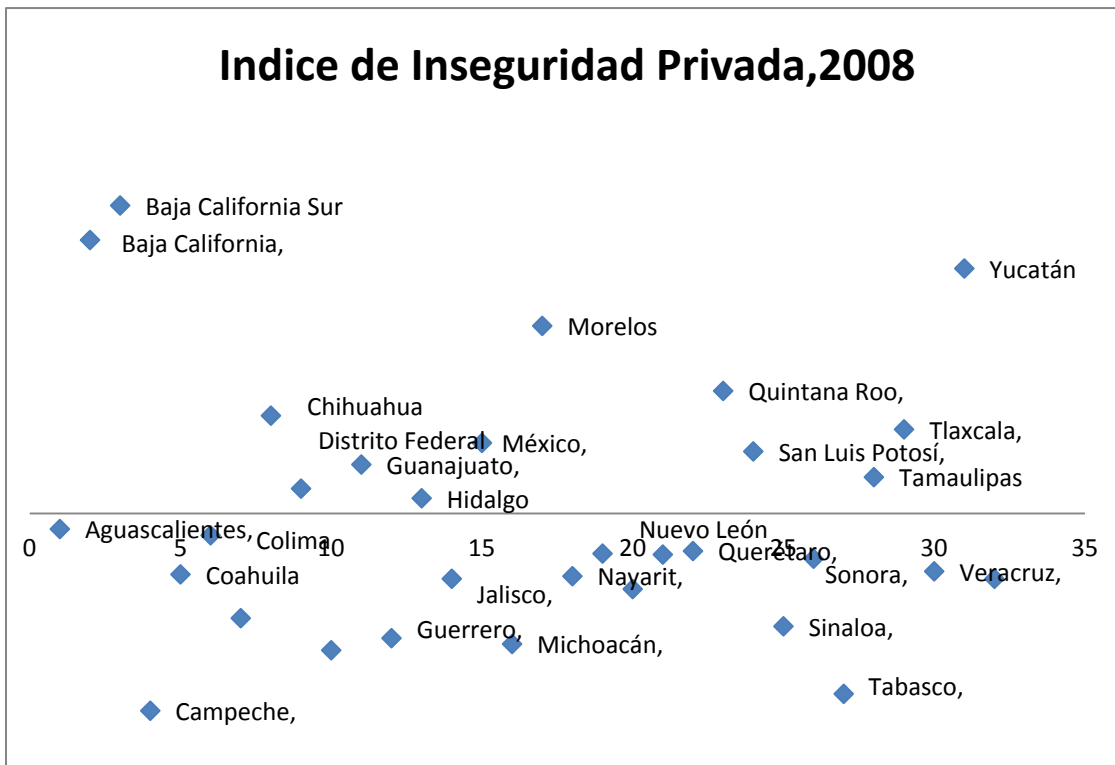 Indice de Inseguridad Privada,2008
Baja California Sur
Baja California,
Yucatán
Morelos
Quintana Roo,
Chihuahua
Tlaxcala,
Distrito Federal
México,
San Luis Potosí,
Guanajuato,
Tamaulipas
Hidalgo
Aguascalientes,
Nuevo León
Colima
Querétaro,
0 5 10 15 20 25 30 35
Coahuila
Nayarit,
Sonora,
Veracruz,
Jalisco,
Guerrero,
Sinaloa,
Michoacán,
Tabasco,
Campeche,